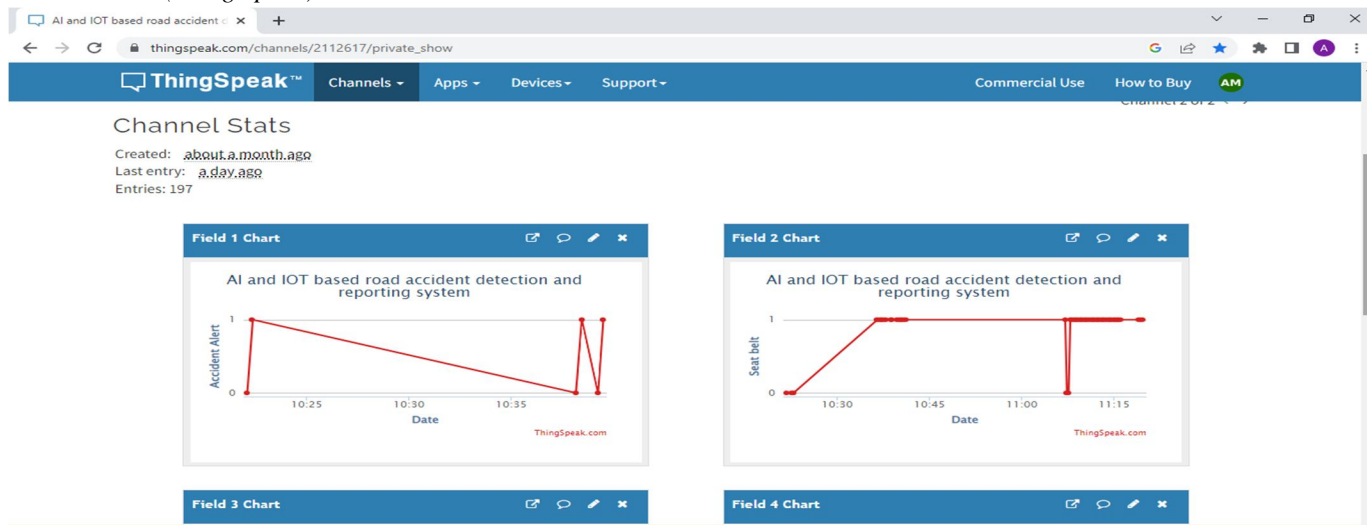 AI and IOT based road accident d
thingspeak.com/channels/2112617/private_show
G
A
ThingSpeak™ Channels Apps Devices Support Commercial Use How to Buy AM
Channel Stats
Created: about a month ago
Last entry: a day ago
Entries: 197
Field 1 Chart
AI and IOT based road accident detection and
reporting system
Accident Alert
1
0
10:25 10:30 10:35
Date
ThingSpeak.com
Field 2 Chart
AI and IOT based road accident detection and
reporting system
Seat belt
1
0
10:30 10:45 11:00 11:15
Date
ThingSpeak.com
Field 3 Chart
Field 4 Chart